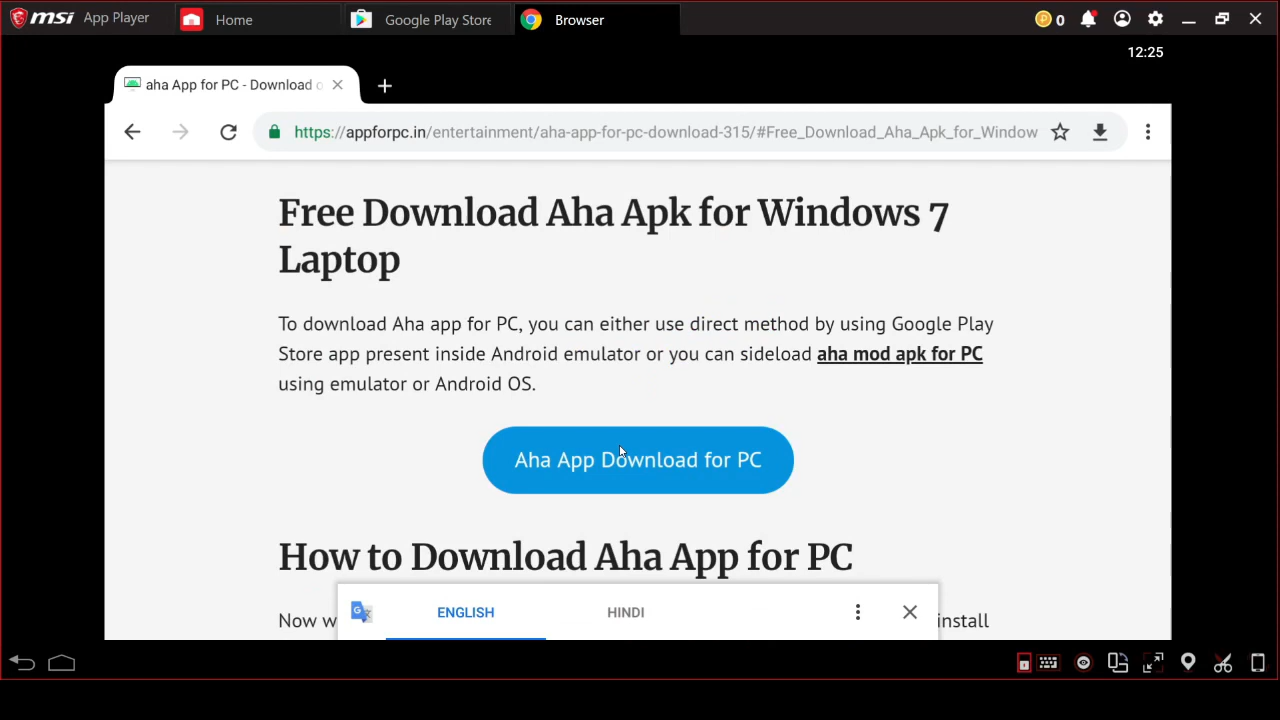 msi App Player
Home
Google Play Store
Browser
0
12:25
aha App for PC - Download o
https://appforpc.in/entertainment/aha-app-for-pc-download-315/#Free_Download_Aha_Apk_for_Window
Free Download Aha Apk for Windows 7
Laptop
To download Aha app for PC, you can either use direct method by using Google Play
Store app present inside Android emulator or you can sideload aha mod apk for PC
using emulator or Android OS.
Aha App Download for PC
How to Download Aha App for PC
ENGLISH
HINDI
Now w
install